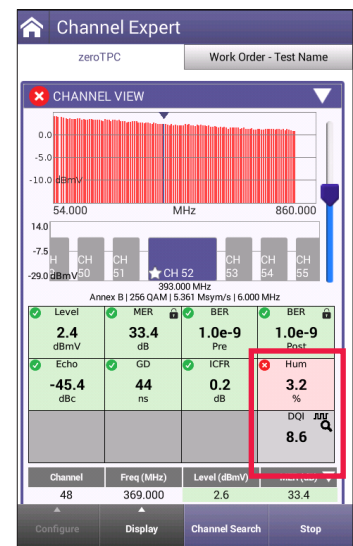 Channel Expert
zeroTPC
Work Order - Test Name
CHANNEL VIEW
0.0
-5.0
-10.0 dBmV
54.000 MHz 860.000
14.0
-7.5
-29.0 dBmV
CH 50
CH 51
CH 52
CH 53
CH 54
CH 55
393.000 MHz
Annex B | 256 QAM | 5.361 Msym/s | 6.000 MHz
Level MER BER BER
2.4 33.4 1.0e-9 1.0e-9
dBmV dB Pre Post
Echo GD ICFR Hum
-45.4 44 0.2 3.2
dBc ns dB %
DQI
8.6
Channel Freq (MHz) Level (dBmV) MER (dB)
48 369.000 2.6 33.4
Configure Display Channel Search Stop